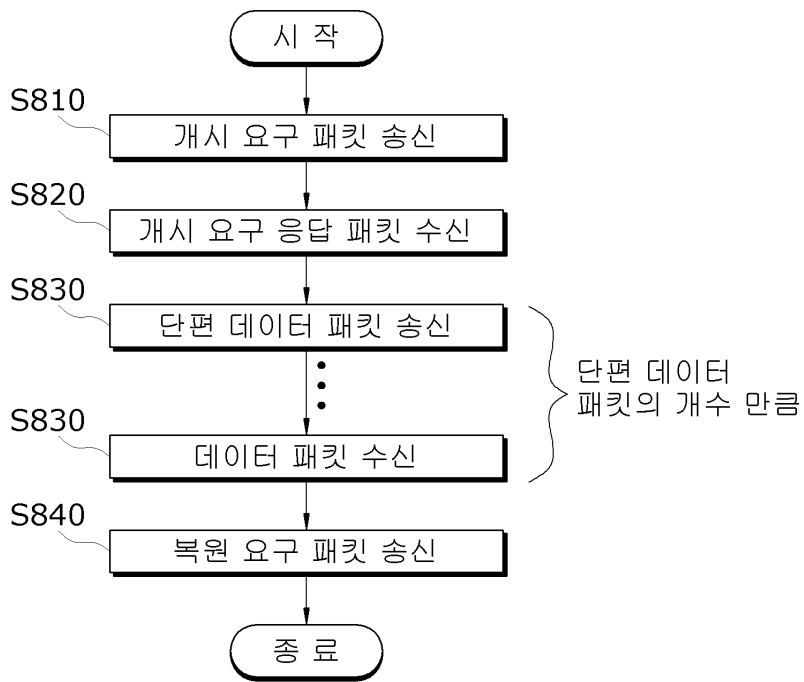 시 작
S810
개시 요구 패킷 송신
S820
개시 요구 응답 패킷 수신
S830
단편 데이터 패킷 송신
단편 데이터
패킷의 개수 만큼
S830
데이터 패킷 수신
S840
복원 요구 패킷 송신
종 료